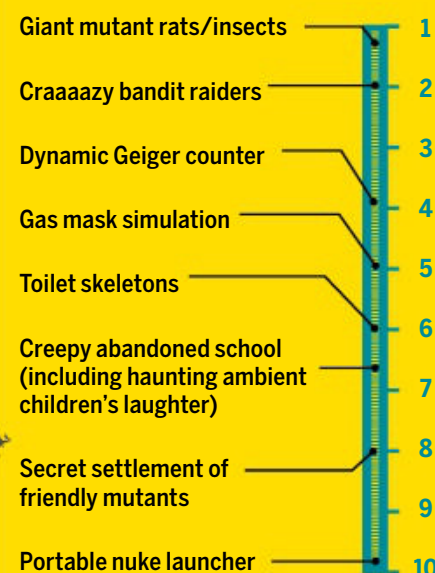 Giant mutant rats/insects
Craaaazy bandit raiders
Dynamic Geiger counter
Gas mask simulation
Toilet skeletons
Creepy abandoned school
(including haunting ambient
children's laughter)
Secret settlement of
friendly mutants
Portable nuke launcher
1
2
3
4
5
6
7
8
9
10